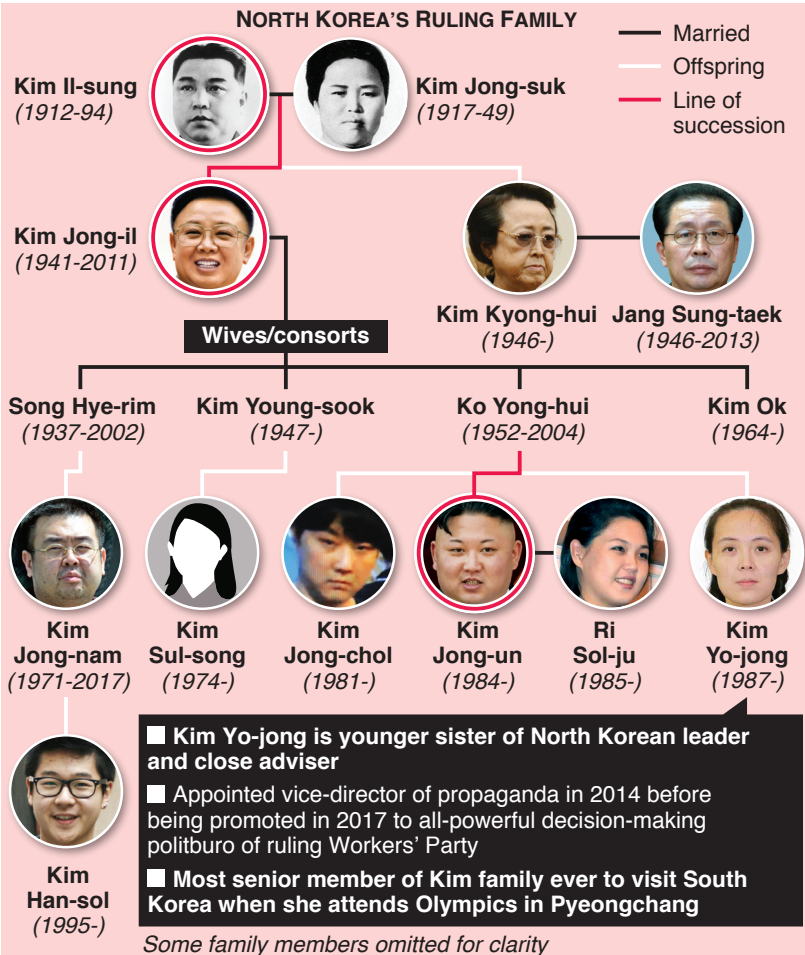 NORTH KOREA'S RULING FAMILY
Married
Offspring
Line of
succession
Kim Il-sung
(1912-94)
Kim Jong-suk
(1917-49)
Kim Jong-il
(1941-2011)
Kim Kyong-hui
(1946-)
Jang Sung-taek
(1946-2013)
Wives/consorts
Song Hye-rim
(1937-2002)
Kim Young-sook
(1947-)
Ko Yong-hui
(1952-2004)
Kim Ok
(1964-)
Kim
Jong-nam
(1971-2017)
Kim
Sul-song
(1974-)
Kim
Jong-chol
(1981-)
Kim
Jong-un
(1984-)
Ri
Sol-ju
(1985-)
Kim
Yo-jong
(1987-)
Kim
Han-sol
(1995-)
■ Kim Yo-jong is younger sister of North Korean leader
and close adviser
■ Appointed vice-director of propaganda in 2014 before
being promoted in 2017 to all-powerful decision-making
politburo of ruling Workers' Party
■ Most senior member of Kim family ever to visit South
Korea when she attends Olympics in Pyeongchang
Some family members omitted for clarity